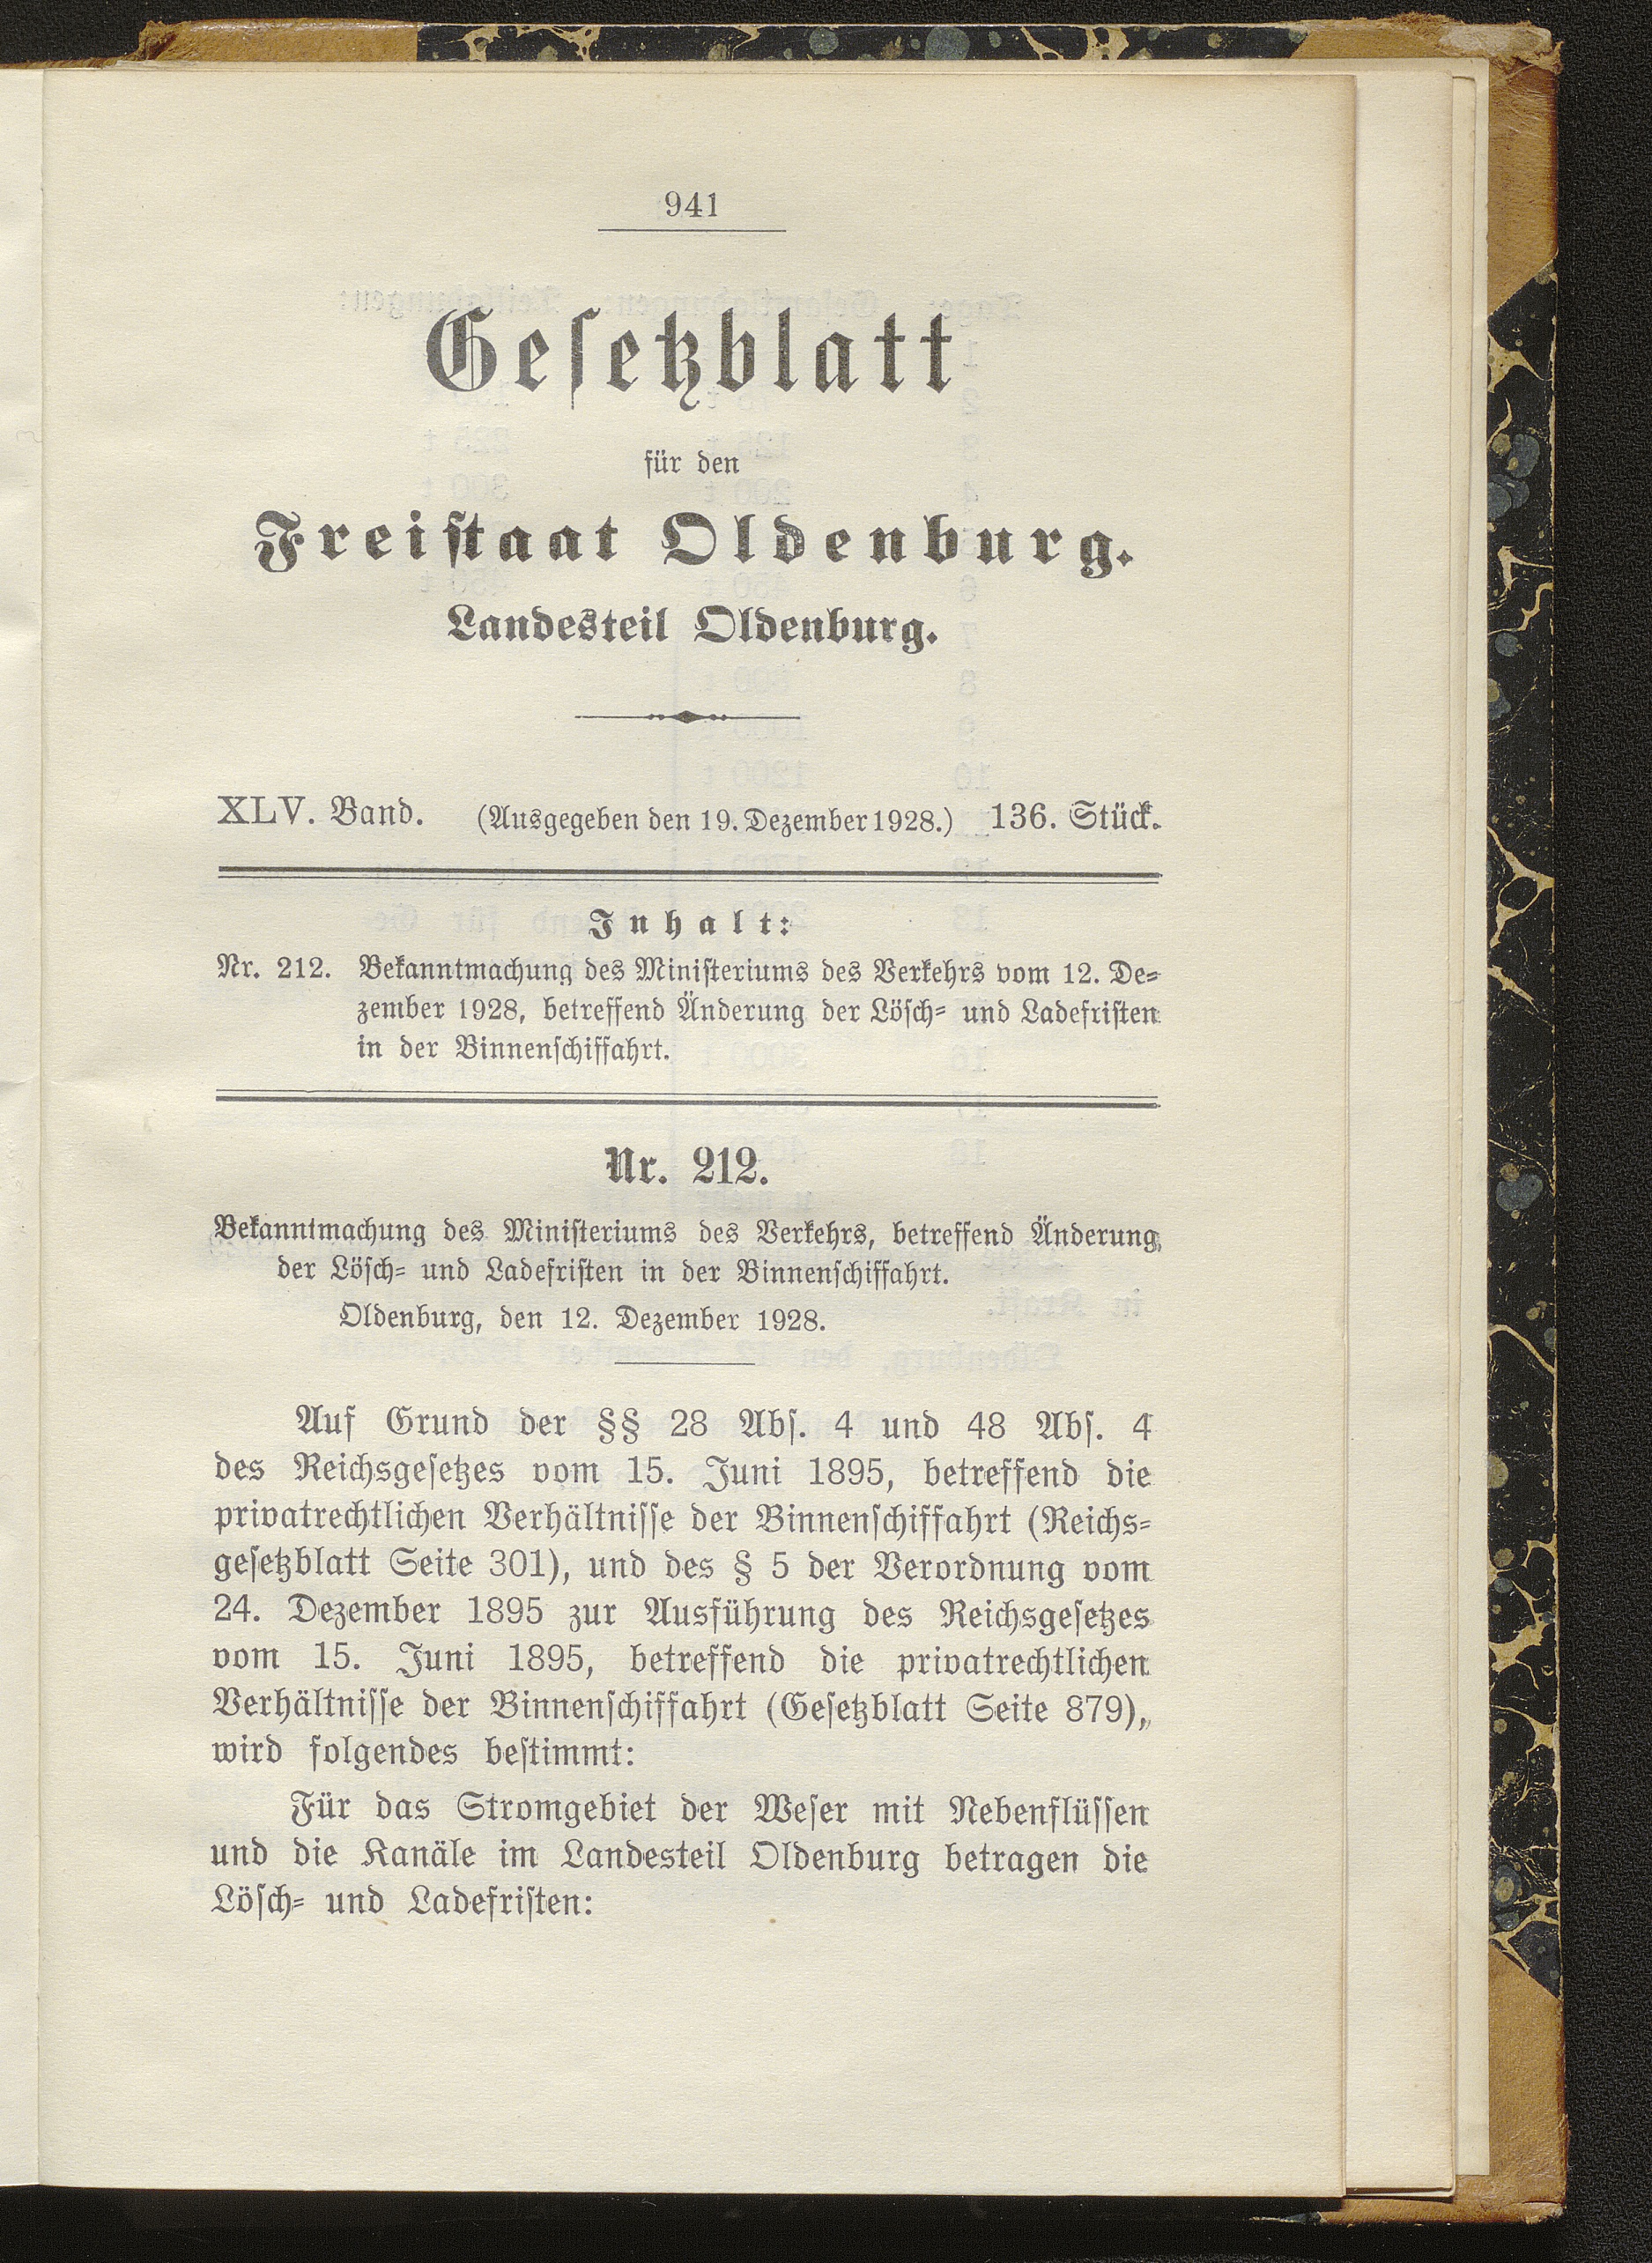 941
Gesetzblatt
für den
Freistaat Oldenburg.
Landesteil Oldenburg.
XLV. Band. (Ausgegeben den 19. Dezember 1928.) 136. Stück.
Inhalt:
Nr. 212. Bekanntmachung des Ministeriums des Verkehrs vom 12. De-
zember 1928, betreffend Änderung der Lösch- und Ladefristen
in der Binnenschiffahrt.
Nr. 212.
Bekanntmachung des Ministeriums des Verkehrs, betreffend Änderung
der Lösch- und Ladefristen in der Binnenschiffahrt.
Oldenburg, den 12. Dezember 1928.
Auf Grund der §§ 28 Abs. 4 und 48 Abs. 4
des Reichsgesetzes vom 15. Juni 1895, betreffend die
privatrechtlichen Verhältnisse der Binnenschiffahrt (Reichs-
gesetzblatt Seite 301), und des § 5 der Verordnung vom
24. Dezember 1895 zur Ausführung des Reichsgesetzes
vom 15. Juni 1895, betreffend die privatrechtlichen
Verhältnisse der Binnenschiffahrt (Gesetzblatt Seite 879),
wird folgendes bestimmt:
Für das Stromgebiet der Weser mit Nebenflüssen
und die Kanäle im Landesteil Oldenburg betragen die
Lösch- und Ladefristen: